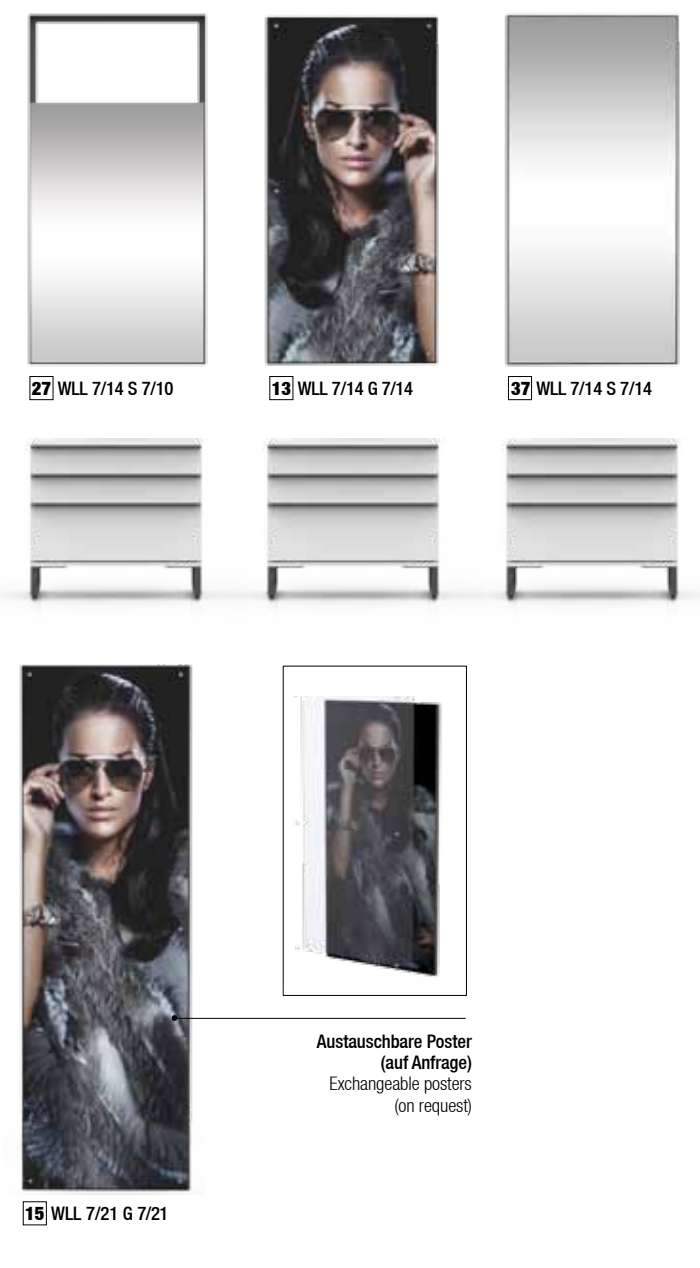 27 WLL 7/14 S 7/10
13 WLL 7/14 G 7/14
37 WLL 7/14 S 7/14
Austauschbare Poster
(auf Anfrage)
Exchangeable posters
(on request)
15 WLL 7/21 G 7/21